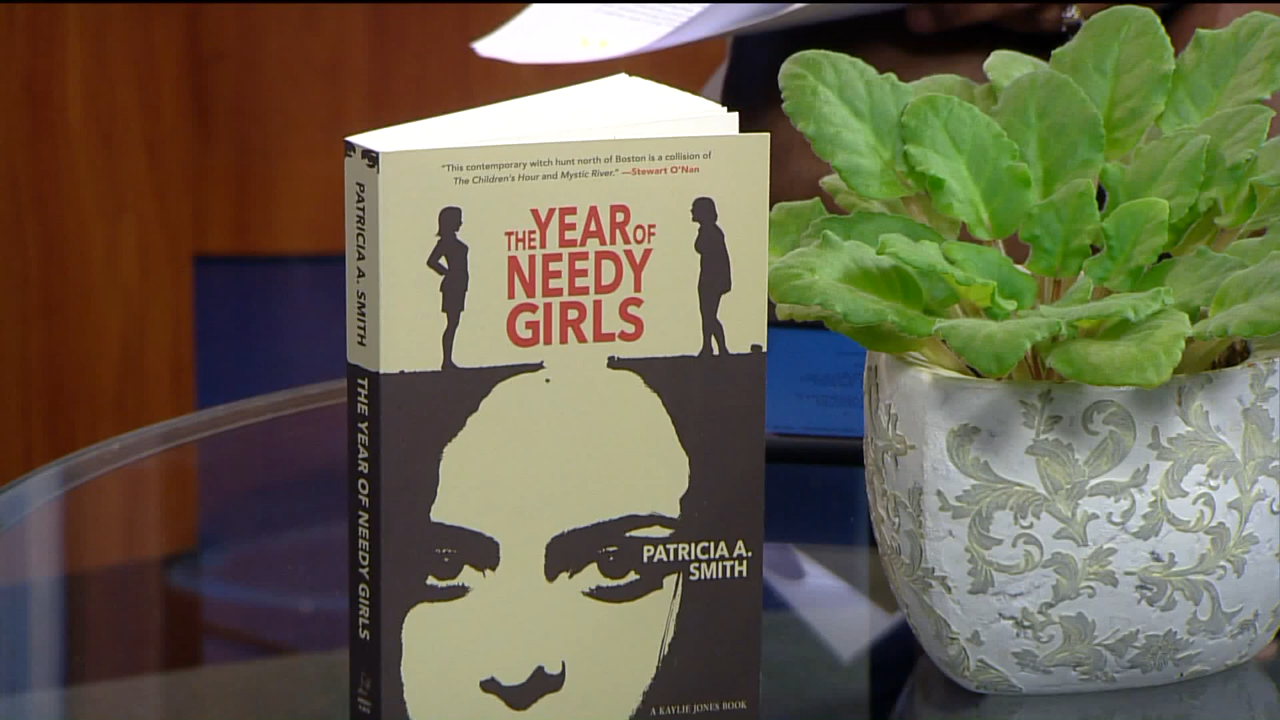 "This contemporary witch hunt north of Boston is a collision of
The Children's Hour and Mystic River." —Stewart O'Nan
THE YEAR OF
NEEDY
GIRLS
PATRICIA A.
SMITH
A KAYLIE JONES BOOK
PATRICIA A. SMITH THE YEAR OF NEEDY GIRLS